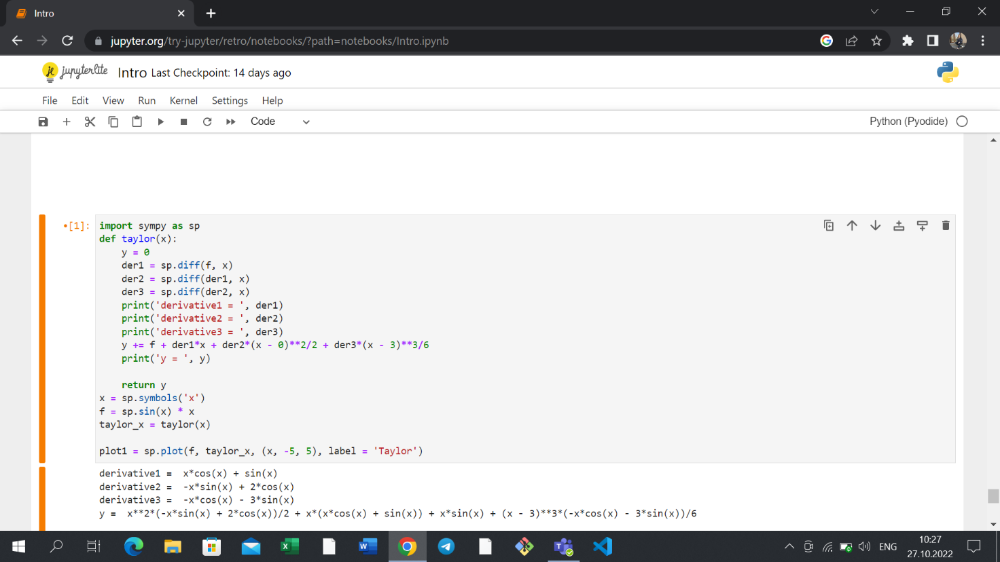 Intro
jupyter.org/try-jupyter/retro/notebooks/?path=notebooks/Intro.ipynb
jupyterlite Intro Last Checkpoint: 14 days ago
File Edit View Run Kernel Settings Help
Code Python (Pyodide)
•[1]: import sympy as sp
def taylor(x):
    y = 0
    der1 = sp.diff(f, x)
    der2 = sp.diff(der1, x)
    der3 = sp.diff(der2, x)
    print('derivative1 = ', der1)
    print('derivative2 = ', der2)
    print('derivative3 = ', der3)
    y += f + der1*x + der2*(x - 0)**2/2 + der3*(x - 3)**3/6
    print('y = ', y)
    return y
x = sp.symbols('x')
f = sp.sin(x) * x
taylor_x = taylor(x)
plot1 = sp.plot(f, taylor_x, (x, -5, 5), label = 'Taylor')
derivative1 =  x*cos(x) + sin(x)
derivative2 =  -x*sin(x) + 2*cos(x)
derivative3 =  -x*cos(x) - 3*sin(x)
y =  x**2*(-x*sin(x) + 2*cos(x))/2 + x*(x*cos(x) + sin(x)) + x*sin(x) + (x - 3)**3*(-x*cos(x) - 3*sin(x))/6
ENG
10:27
27.10.2022